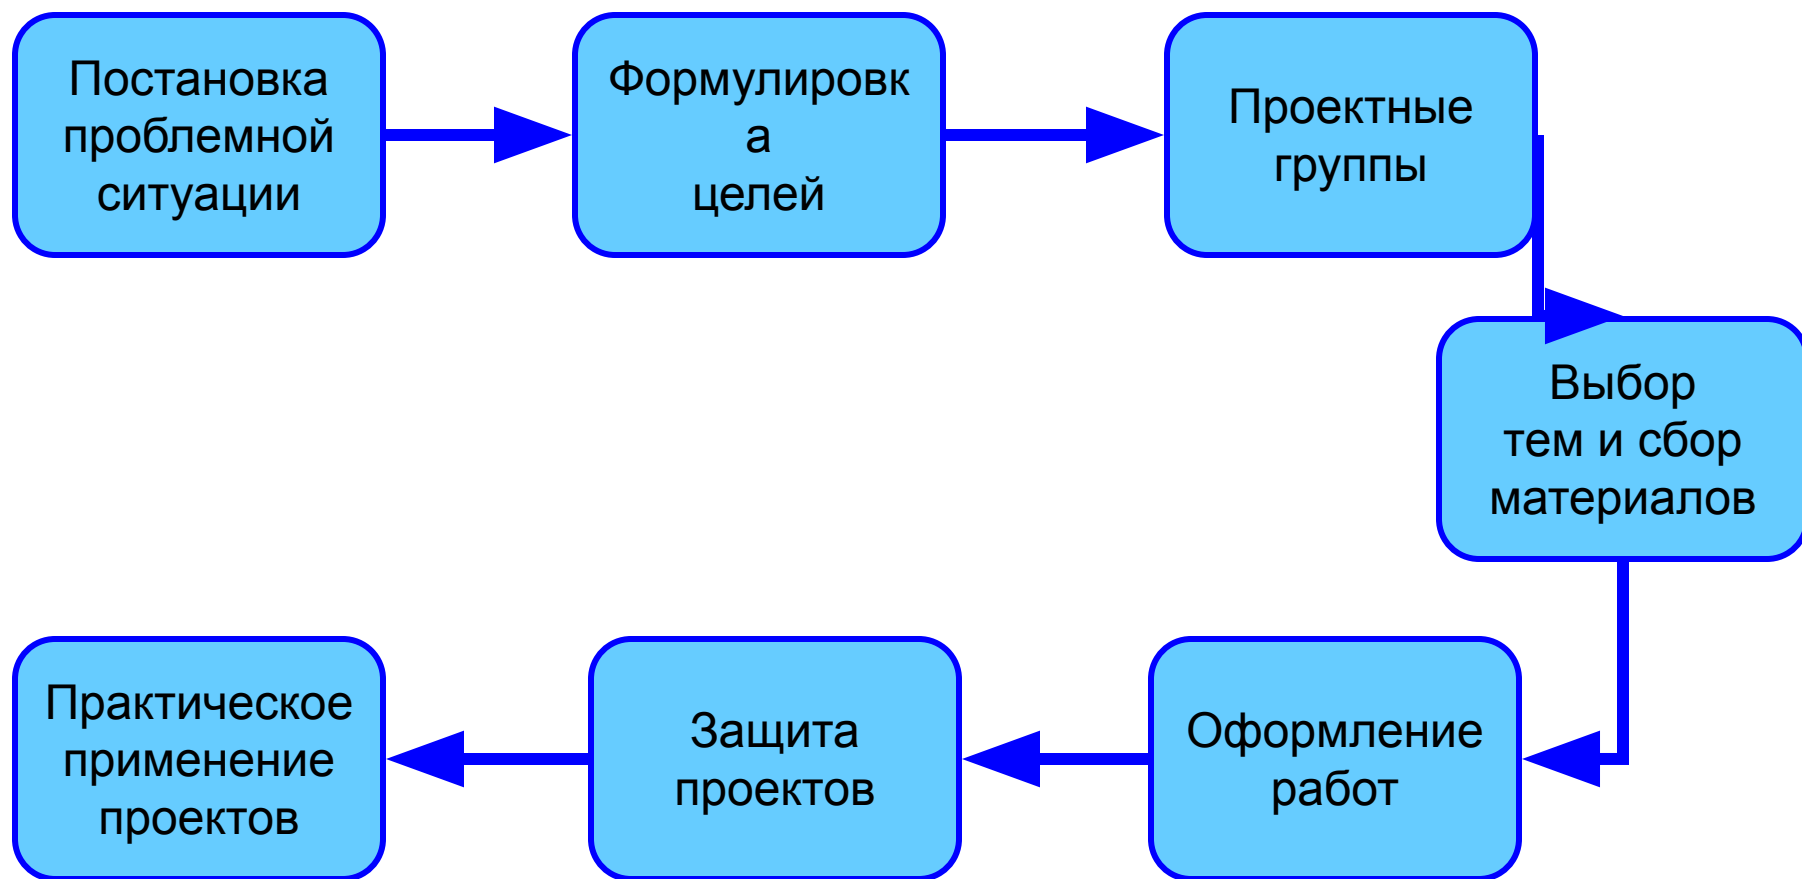 Постановка
проблемной
ситуации
Формулировк
а
целей
Проектные
группы
Выбор
тем и сбор
материалов
Оформление
работ
Защита
проектов
Практическое
применение
проектов